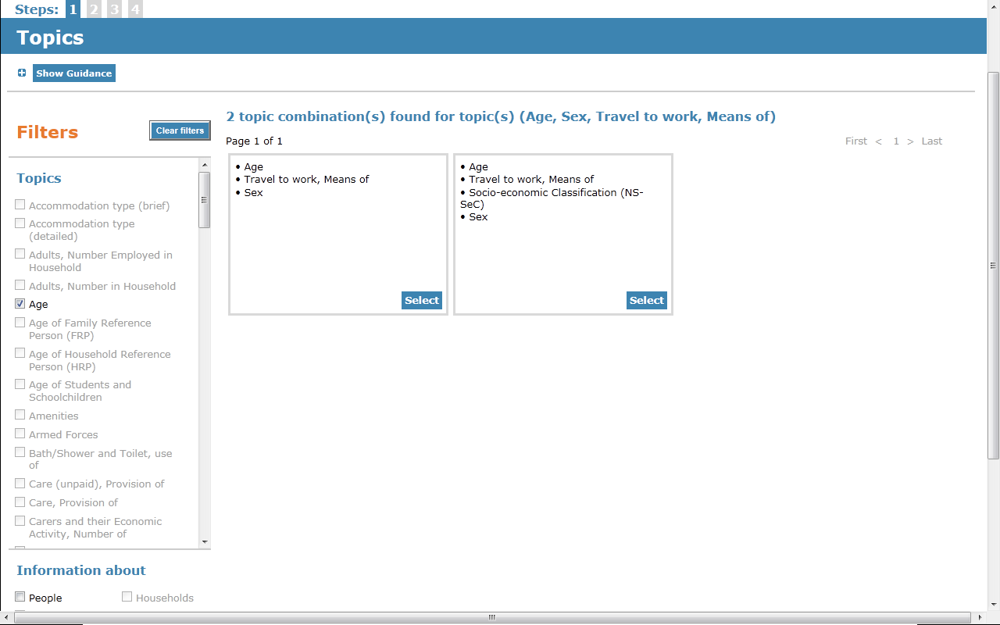 Steps: 1 2 3 4
Topics
Show Guidance
Filters
Clear filters
Topics
Accommodation type (brief)
Accommodation type
(detailed)
Adults, Number Employed in
Household
Adults, Number in Household
Age
Age of Family Reference
Person (FRP)
Age of Household Reference
Person (HRP)
Age of Students and
Schoolchildren
Amenities
Armed Forces
Bath/Shower and Toilet, use
of
Care (unpaid), Provision of
Care, Provision of
Carers and their Economic
Activity, Number of
Information about
People
Households
2 topic combination(s) found for topic(s) (Age, Sex, Travel to work, Means of)
Page 1 of 1
First < 1 > Last
• Age
• Travel to work, Means of
• Sex
Select
• Age
• Travel to work, Means of
• Socio-economic Classification (NS-
SeC)
• Sex
Select